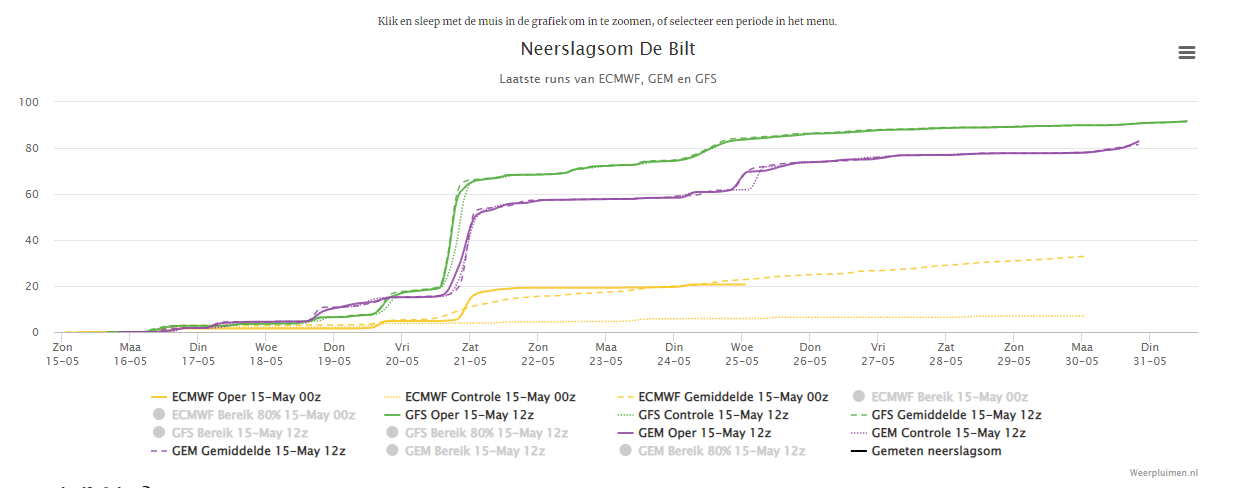 Klik en sleep met de muis in de grafiek om in te zoomen, of selecteer een periode in het menu.
Neerslagsom De Bilt
Laatste runs van ECMWF, GEM en GFS
100
80
60
40
20
0
Zon Maa Din Woe Don Vri Zat Zon Maa Din Woe Don Vri Zat Zon Maa Din
15-05 16-05 17-05 18-05 19-05 20-05 21-05 22-05 23-05 24-05 25-05 26-05 27-05 28-05 29-05 30-05 31-05
ECMWF Oper 15-May 00z ECMWF Controle 15-May 00z ECMWF Gemiddelde 15-May 00z ECMWF Bereik 15-May 00z
ECMWF Bereik 80% 15-May 00z GFS Oper 15-May 12z GFS Controle 15-May 12z GFS Gemiddelde 15-May 12z
GFS Bereik 15-May 12z GFS Bereik 80% 15-May 12z GEM Oper 15-May 12z GEM Controle 15-May 12z
GEM Gemiddelde 15-May 12z GEM Bereik 15-May 12z GEM Bereik 80% 15-May 12z Gemeten neerslagsom
Weerpluimen.nl